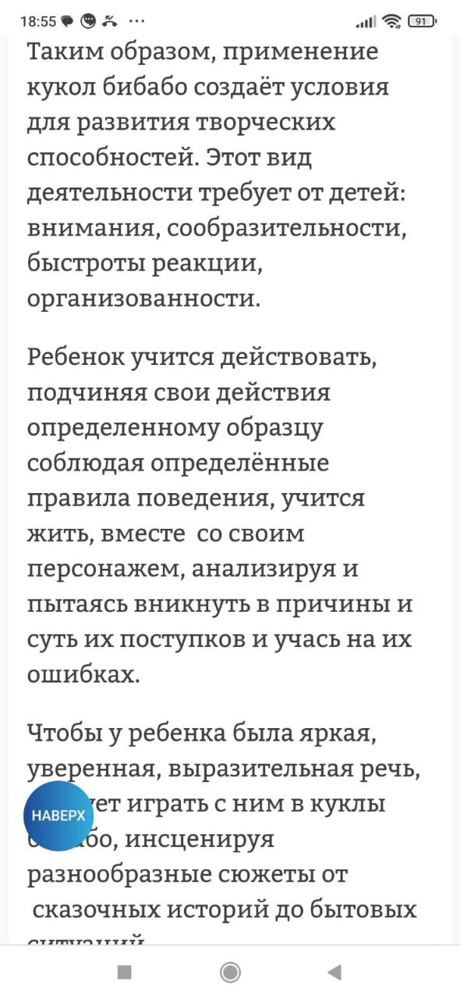 18:55
91
Таким образом, применение
кукол бибабо создаёт условия
для развития творческих
способностей. Этот вид
деятельности требует от детей:
внимания, сообразительности,
быстроты реакции,
организованности.
Ребенок учится действовать,
подчиняя свои действия
определенному образцу
соблюдая определённые
правила поведения, учится
жить, вместе со своим
персонажем, анализируя и
пытаясь вникнуть в причины и
суть их поступков и учась на их
ошибках.
Чтобы у ребенка была яркая,
уверенная, выразительная речь,
играть с ним в куклы
НАВЕРХ
инсценируя
разнообразные сюжеты от
сказочных историй до бытовых